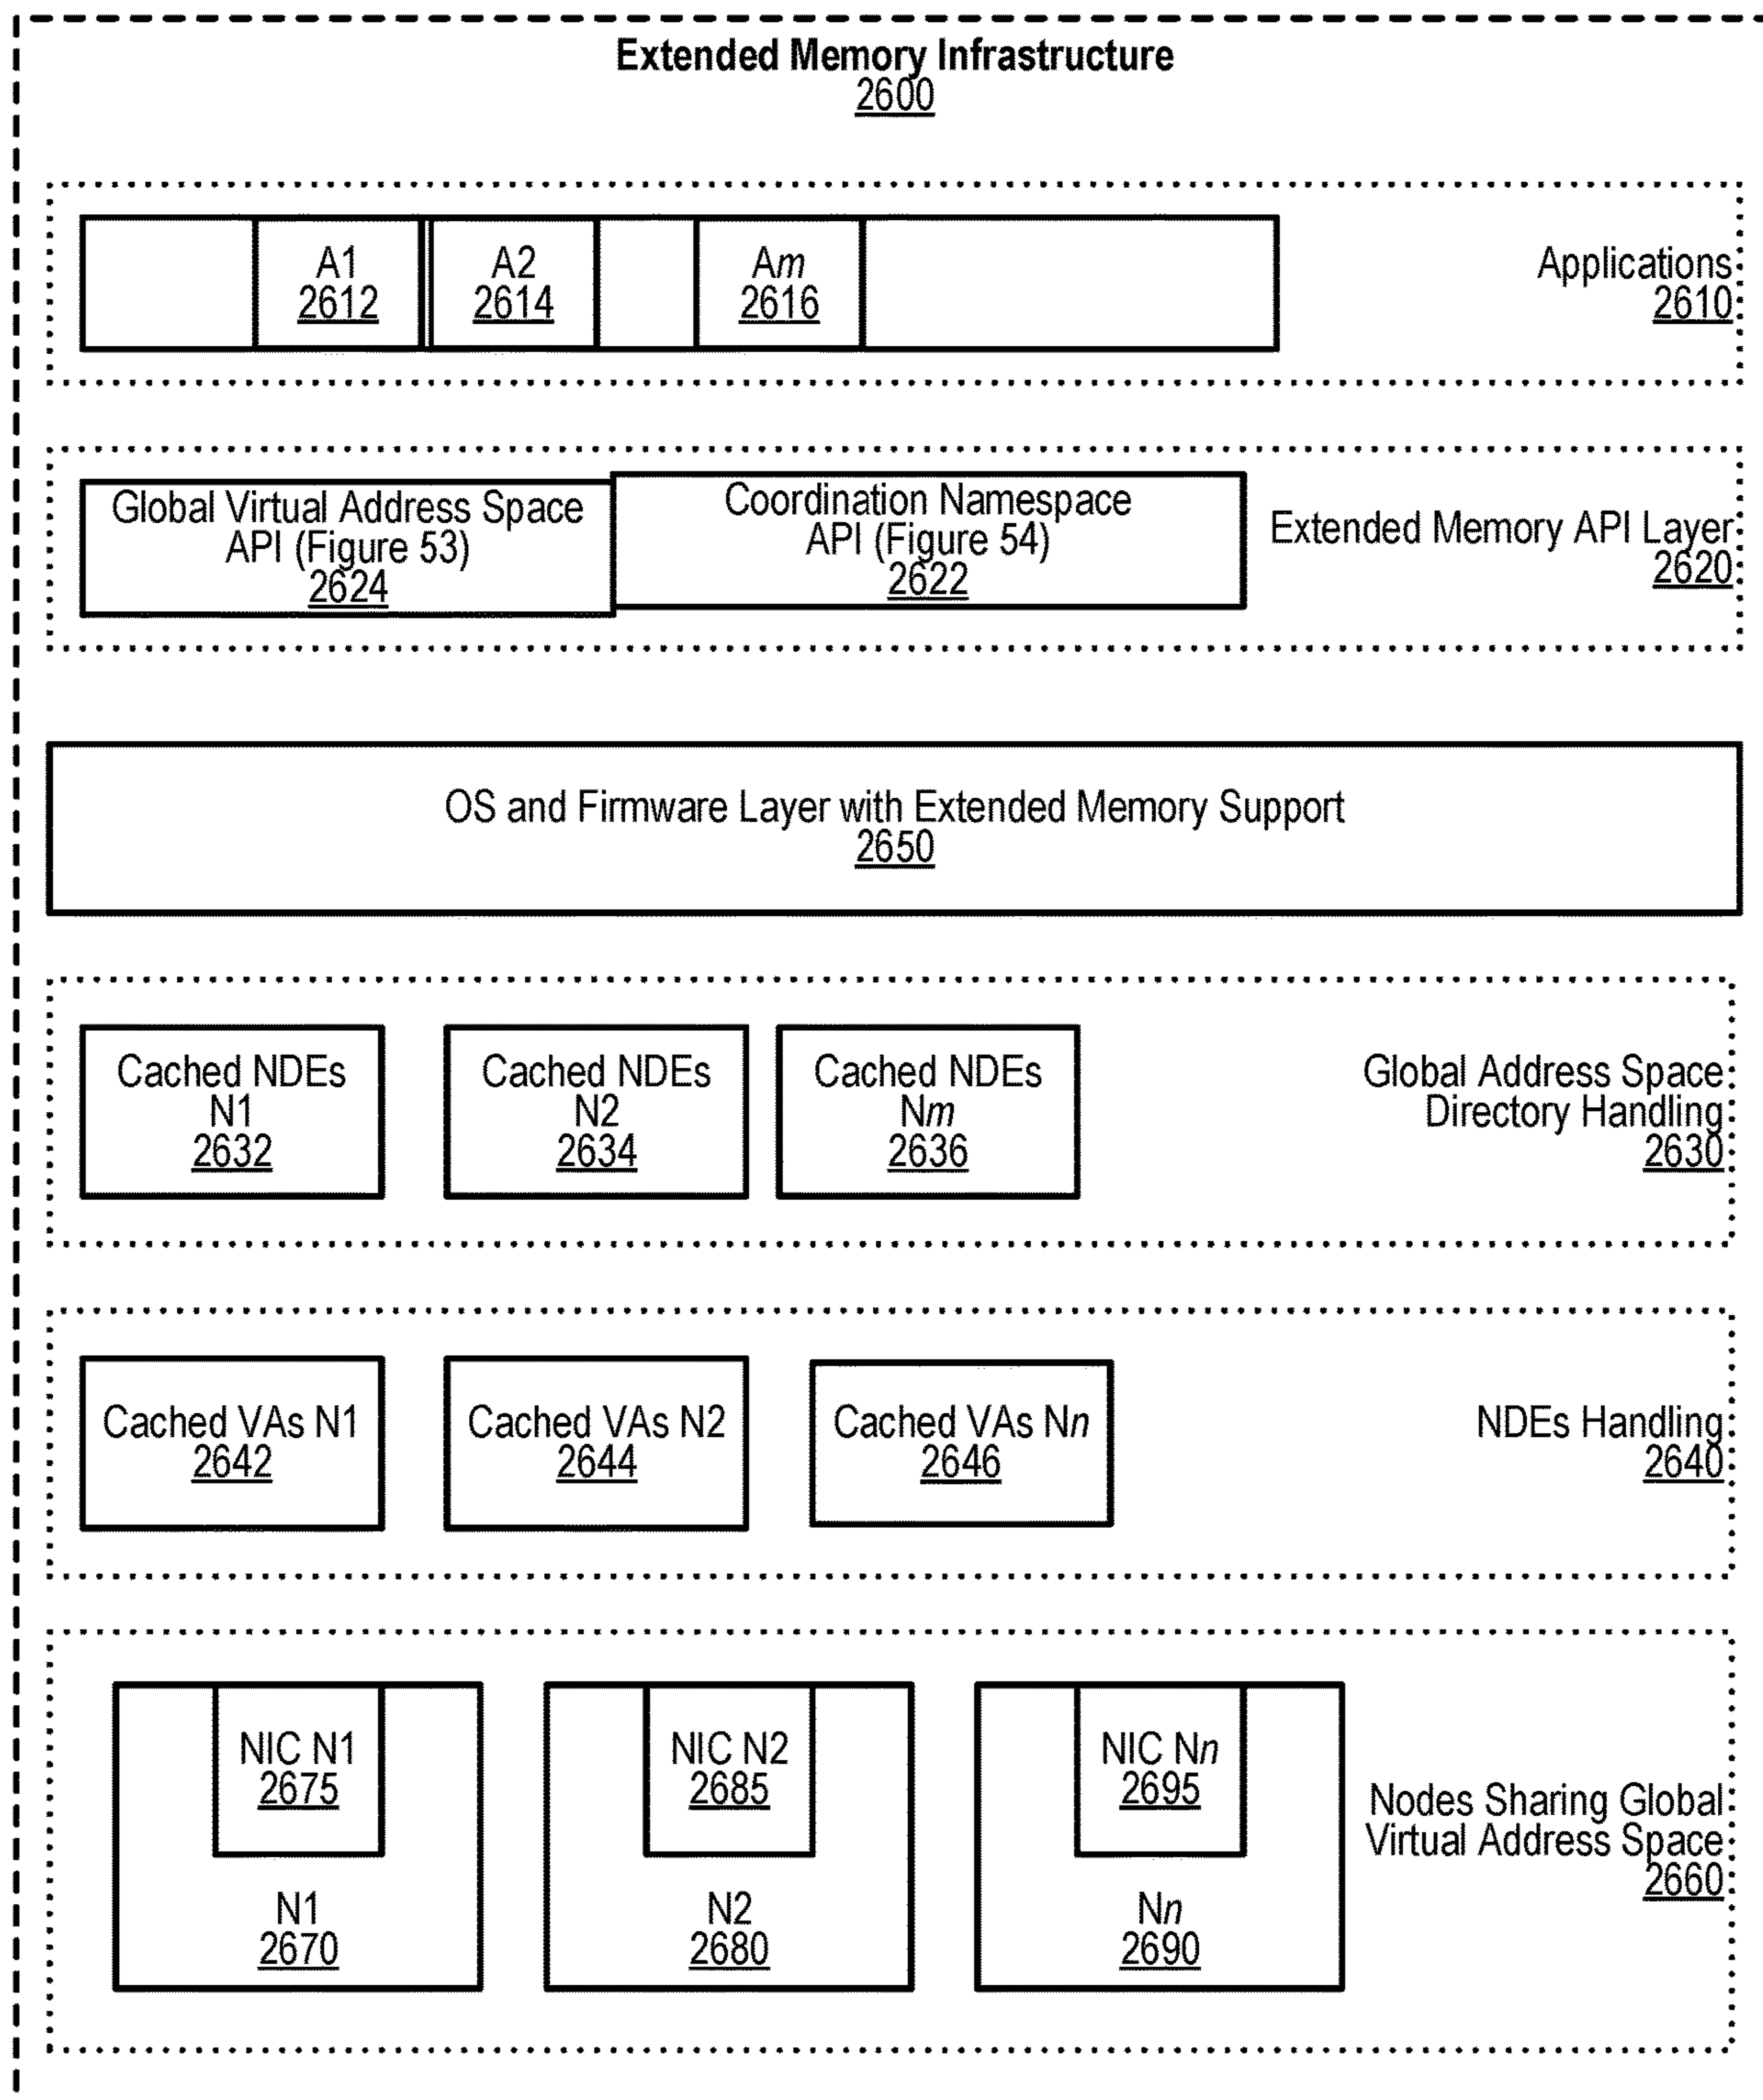 Extended Memory Infrastructure
2600
A1
2612
A2
2614
Am
2616
Applications
2610
Global Virtual Address Space
API (Figure 53)
2624
Coordination Namespace
API (Figure 54)
2622
Extended Memory API Layer
2620
OS and Firmware Layer with Extended Memory Support
2650
Cached NDEs
N1
2632
Cached NDEs
N2
2634
Cached NDEs
Nm
2636
Global Address Space
Directory Handling
2630
Cached VAs N1
2642
Cached VAs N2
2644
Cached VAs Nn
2646
NDEs Handling
2640
NIC N1
2675
N1
2670
NIC N2
2685
N2
2680
NIC Nn
2695
Nn
2690
Nodes Sharing Global
Virtual Address Space
2660